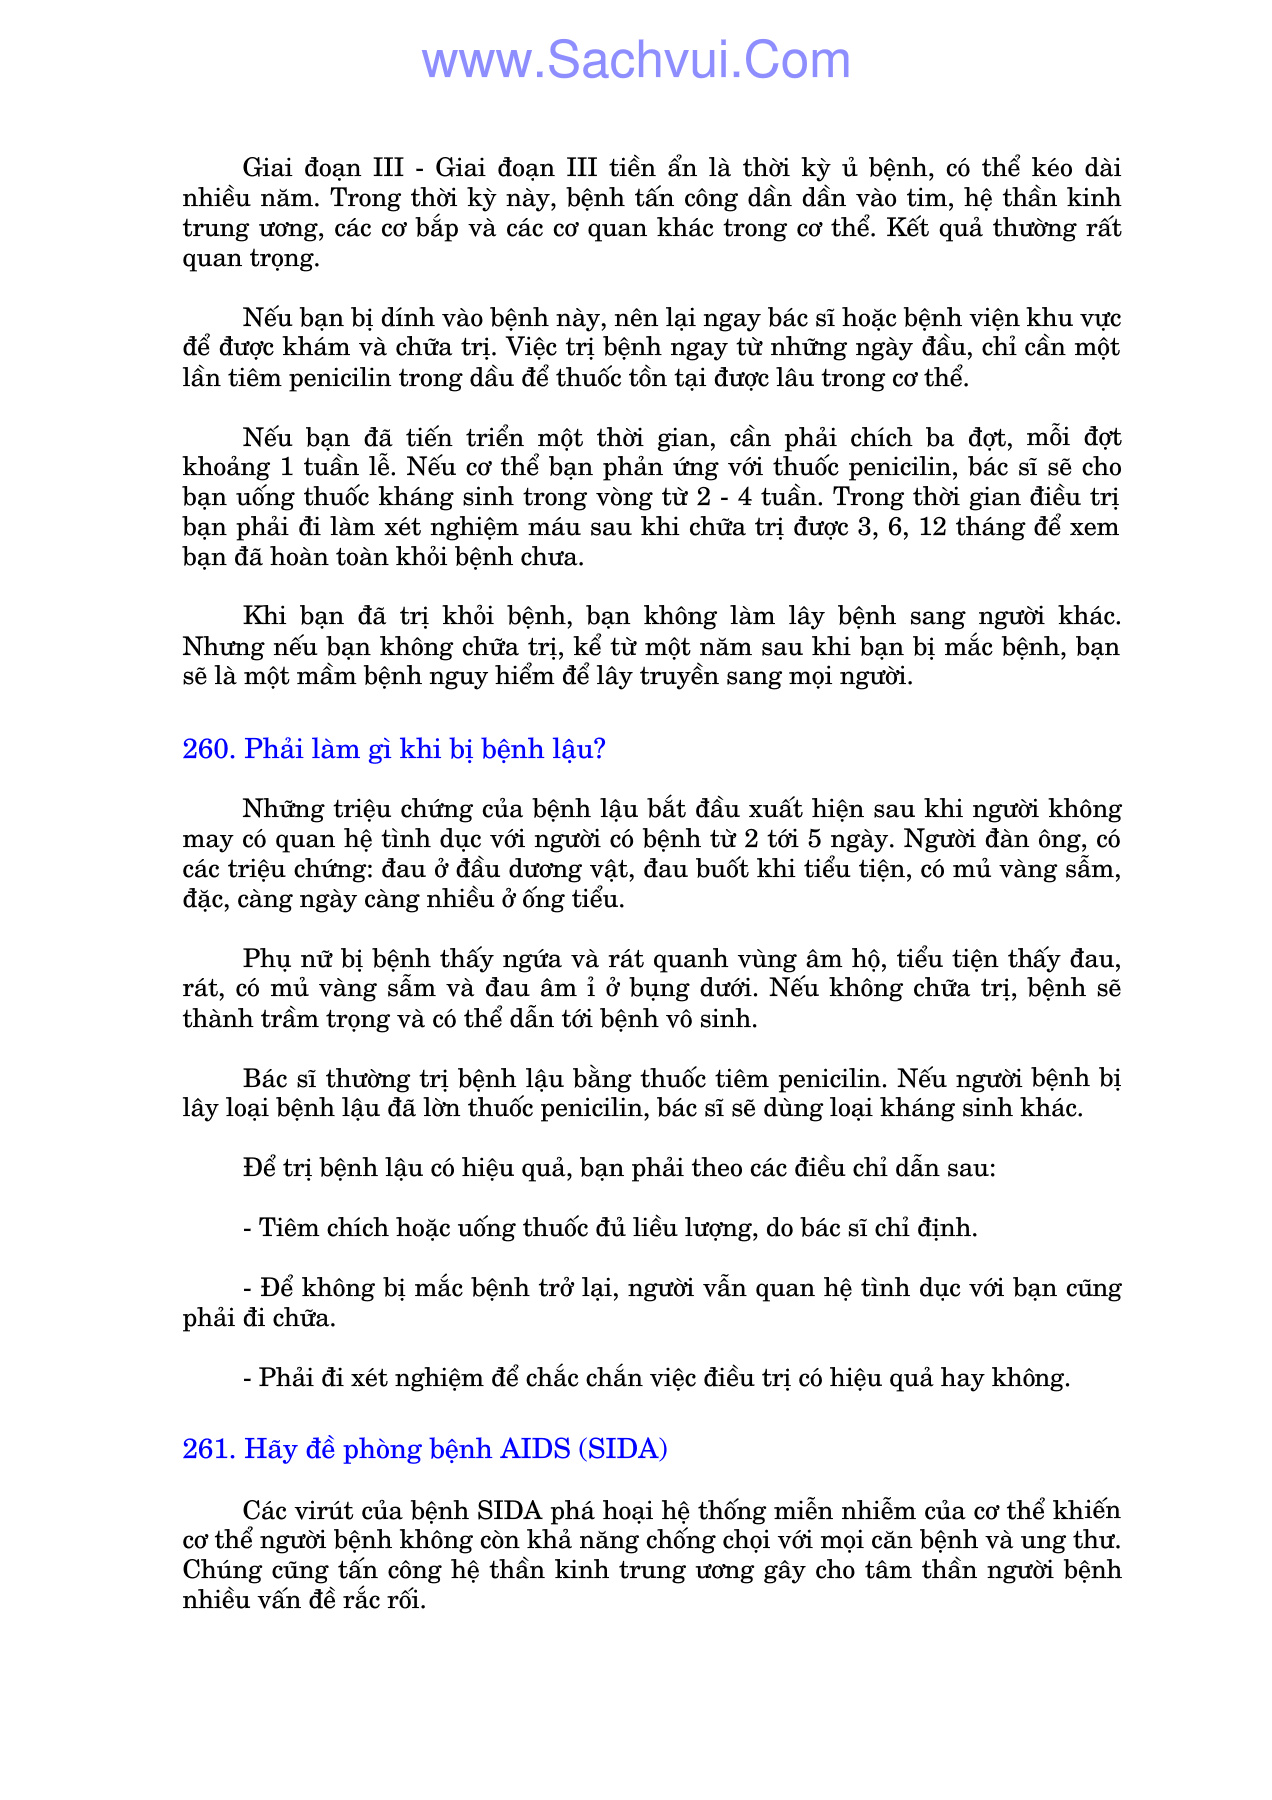 www.Sachvui.Com
Giai đoạn III - Giai đoạn III tiền ẩn là thời kỳ ủ bệnh, có thể kéo dài
nhiều năm. Trong thời kỳ này, bệnh tấn công dần dần vào tim, hệ thần kinh
trung ương, các cơ bắp và các cơ quan khác trong cơ thể. Kết quả thường rất
quan trọng.
Nếu bạn bị dính vào bệnh này, nên lại ngay bác sĩ hoặc bệnh viện khu vực
để được khám và chữa trị. Việc trị bệnh ngay từ những ngày đầu, chỉ cần một
lần tiêm penicilin trong dầu để thuốc tồn tại được lâu trong cơ thể.
Nếu bạn đã tiến triển một thời gian, cần phải chích ba đợt, mỗi đợt
khoảng 1 tuần lễ. Nếu cơ thể bạn phản ứng với thuốc penicilin, bác sĩ sẽ cho
bạn uống thuốc kháng sinh trong vòng từ 2 - 4 tuần. Trong thời gian điều trị
bạn phải đi làm xét nghiệm máu sau khi chữa trị được 3, 6, 12 tháng để xem
bạn đã hoàn toàn khỏi bệnh chưa.
Khi bạn đã trị khỏi bệnh, bạn không làm lây bệnh sang người khác.
Nhưng nếu bạn không chữa trị, kể từ một năm sau khi bạn bị mắc bệnh, bạn
sẽ là một mầm bệnh nguy hiểm để lây truyền sang mọi người.
260. Phải làm gì khi bị bệnh lậu?
Những triệu chứng của bệnh lậu bắt đầu xuất hiện sau khi người không
may có quan hệ tình dục với người có bệnh từ 2 tới 5 ngày. Người đàn ông, có
các triệu chứng: đau ở đầu dương vật, đau buốt khi tiểu tiện, có mủ vàng sẫm,
đặc, càng ngày càng nhiều ở ống tiểu.
Phụ nữ bị bệnh thấy ngứa và rát quanh vùng âm hộ, tiểu tiện thấy đau,
rát, có mủ vàng sẫm và đau âm ỉ ở bụng dưới. Nếu không chữa trị, bệnh sẽ
thành trầm trọng và có thể dẫn tới bệnh vô sinh.
Bác sĩ thường trị bệnh lậu bằng thuốc tiêm penicilin. Nếu người bệnh bị
lây loại bệnh lậu đã lờn thuốc penicilin, bác sĩ sẽ dùng loại kháng sinh khác.
Để trị bệnh lậu có hiệu quả, bạn phải theo các điều chỉ dẫn sau:
- Tiêm chích hoặc uống thuốc đủ liều lượng, do bác sĩ chỉ định.
- Để không bị mắc bệnh trở lại, người vẫn quan hệ tình dục với bạn cũng
phải đi chữa.
- Phải đi xét nghiệm để chắc chắn việc điều trị có hiệu quả hay không.
261. Hãy đề phòng bệnh AIDS (SIDA)
Các virút của bệnh SIDA phá hoại hệ thống miễn nhiễm của cơ thể khiến
cơ thể người bệnh không còn khả năng chống chọi với mọi căn bệnh và ung thư.
Chúng cũng tấn công hệ thần kinh trung ương gây cho tâm thần người bệnh
nhiều vấn đề rắc rối.